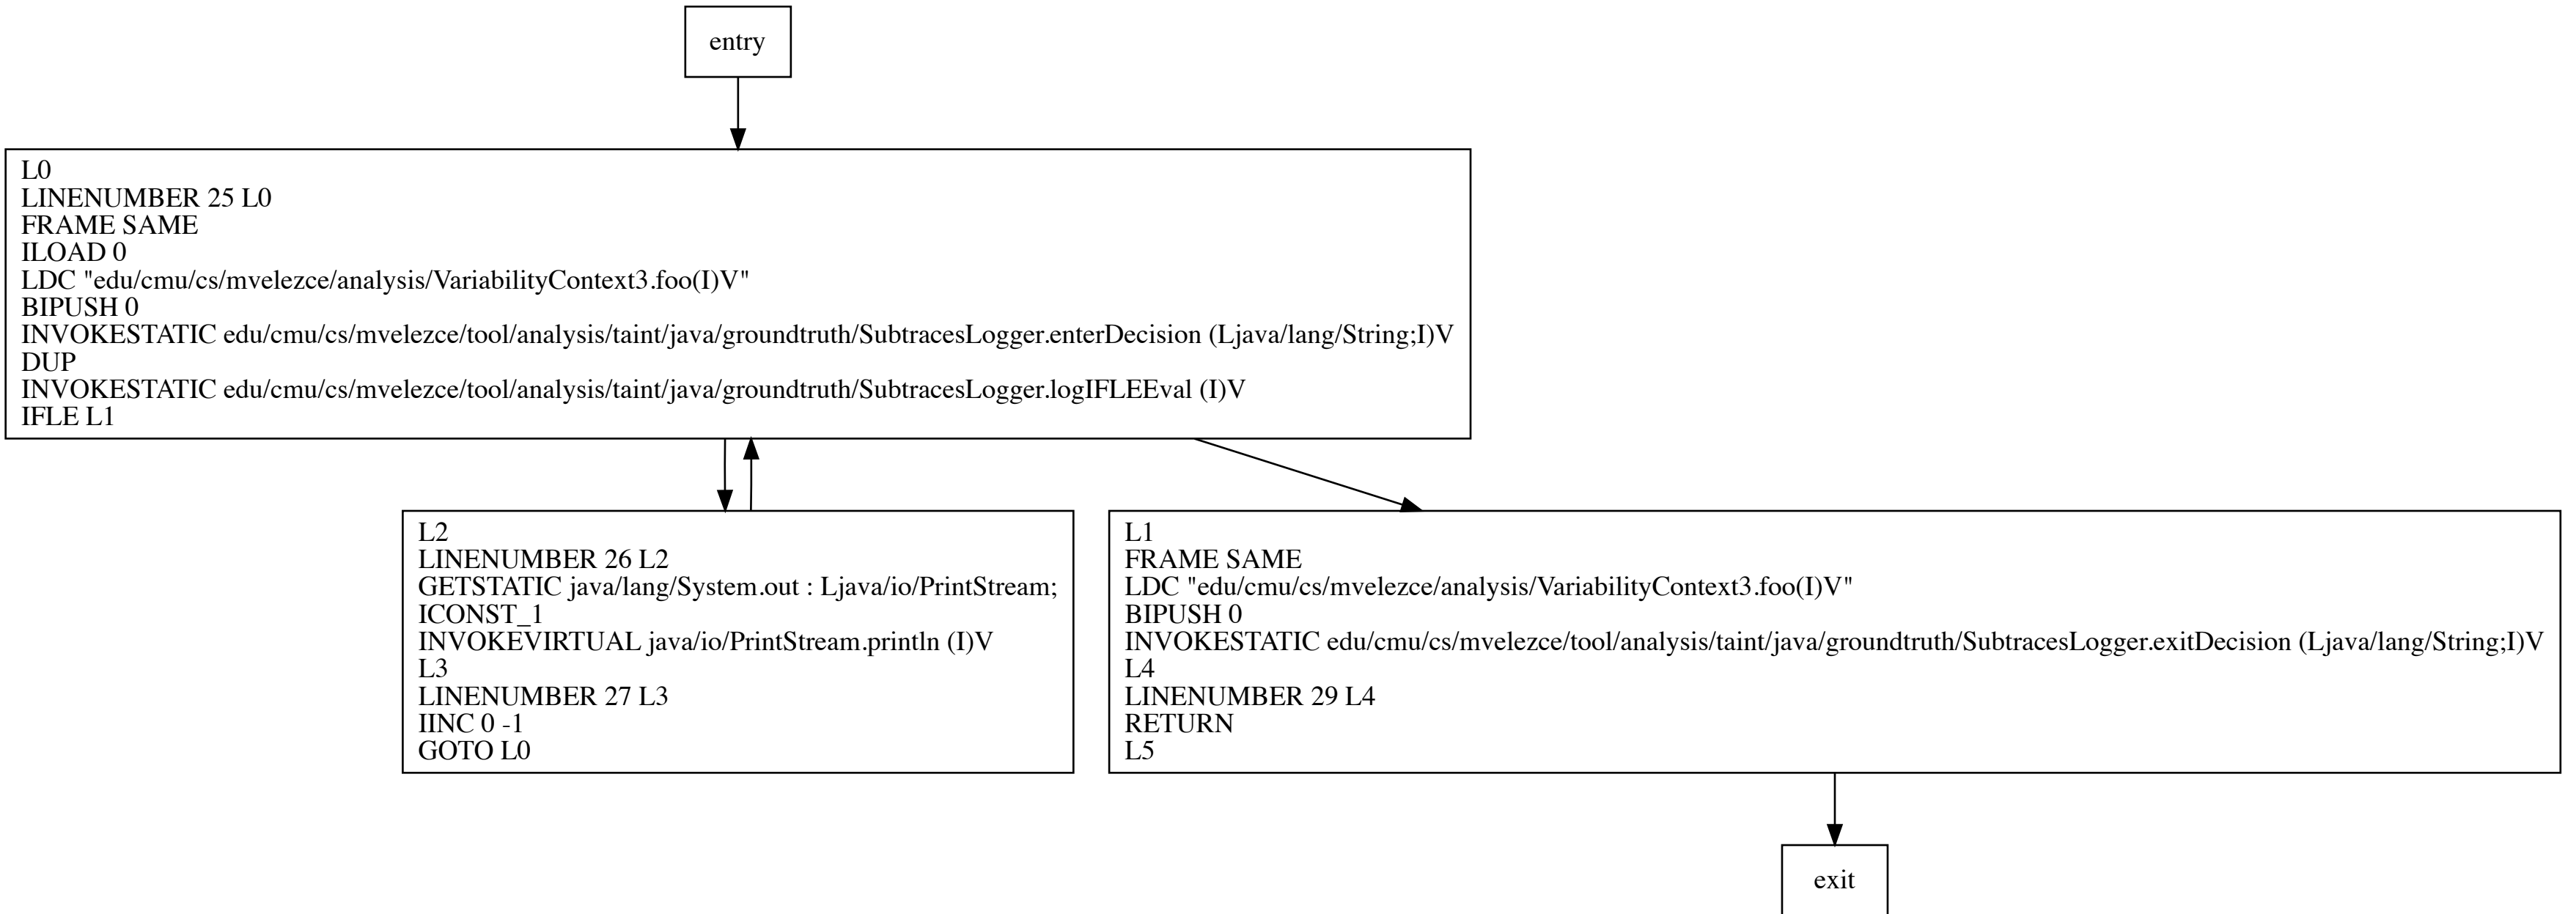 entry
L0
LINENUMBER 25 L0
FRAME SAME
ILOAD 0
LDC "edu/cmu/cs/mvelezce/analysis/VariabilityContext3.foo(I)V"
BIPUSH 0
INVOKESTATIC edu/cmu/cs/mvelezce/tool/analysis/taint/java/groundtruth/SubtracesLogger.enterDecision (Ljava/lang/String;I)V
DUP
INVOKESTATIC edu/cmu/cs/mvelezce/tool/analysis/taint/java/groundtruth/SubtracesLogger.logIFLEEval (I)V
IFLE L1
L2
LINENUMBER 26 L2
GETSTATIC java/lang/System.out : Ljava/io/PrintStream;
ICONST_1
INVOKEVIRTUAL java/io/PrintStream.println (I)V
L3
LINENUMBER 27 L3
IINC 0 -1
GOTO L0
L1
FRAME SAME
LDC "edu/cmu/cs/mvelezce/analysis/VariabilityContext3.foo(I)V"
BIPUSH 0
INVOKESTATIC edu/cmu/cs/mvelezce/tool/analysis/taint/java/groundtruth/SubtracesLogger.exitDecision (Ljava/lang/String;I)V
L4
LINENUMBER 29 L4
RETURN
L5
exit